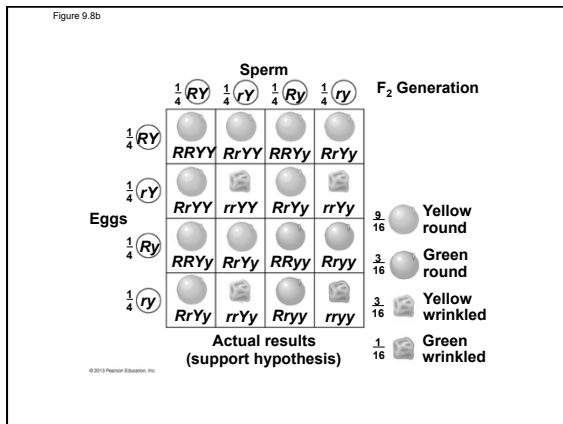 Figure 9.8b
Sperm
F2 Generation
1/4 RY 1/4 rY 1/4 Ry 1/4 ry
1/4 RY
RRYY RrYY RRYy RrYy
1/4 rY
RrYY rrYY RrYy rrYy
Eggs
9/16 Yellow
round
1/4 Ry
RRYy RrYy RRyy Rryy
3/16 Green
round
1/4 ry
RrYy rrYy Rryy rryy
3/16 Yellow
wrinkled
Actual results
(support hypothesis)
1/16 Green
wrinkled
© 2013 Pearson Education, Inc.